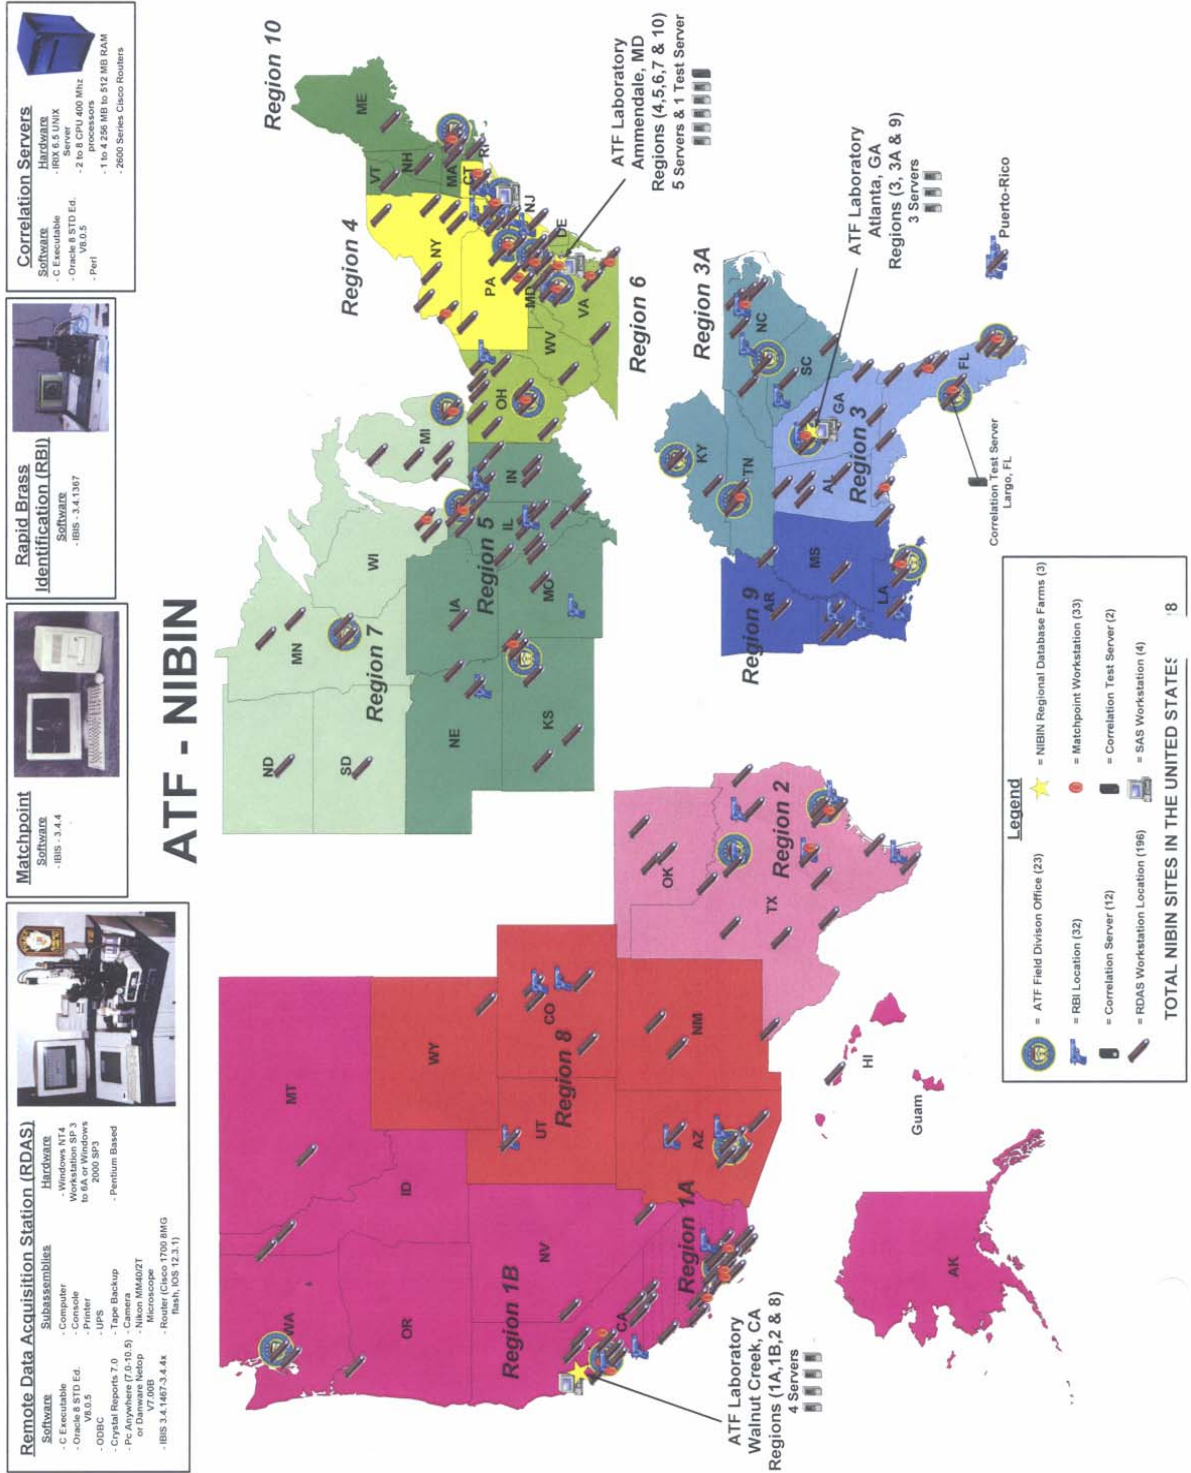 Remote Data Acquisition Station (RDAS)
Software
- C Executable
- Oracle 8 STD Ed.
V8.0.5
- ODBC
- Crystal Reports 7.0
- Pc Anywhere (7.0-10.5)
or Danware Netop
V7.00B
- IBIS 3.4.1467-3.4.4x
Subassemblies
- Computer
- Console
- Printer
- UPS
- Tape Backup
- Camera
- Nikon MM40/2T
Microscope
- Router (Cisco 1700 8MG
flash, IOS 12.3.1)
Hardware
- Windows NT4
Workstation SP 3
to 6A or Windows
2000 SP3
- Pentium Based
Matchpoint
Software
- IBIS - 3.4.4
Rapid Brass
Identification (RBI)
Software
- IBIS - 3.4.1367
Correlation Servers
Software
- C Executable
- Oracle 8 STD Ed.
V8.0.5
- Perl
Hardware
- IRIX 6.5 UNIX
Server
- 2 to 8 CPU 400 Mhz
processors
- 1 to 4 256 MB to 512 MB RAM
- 2600 Series Cisco Routers
ATF - NIBIN
WA
OR
ID
MT
NV
CA
Region 1B
Region 1A
WY
UT
CO
Region 8
AZ
NM
ATF Laboratory
Walnut Creek, CA
Regions (1A,1B,2 & 8)
4 Servers
AK
HI
Guam
OK
TX
Region 2
ND
SD
MN
WI
MI
Region 7
NE
KS
IA
MO
IL
IN
Region 5
OH
WV
VA
MD
DE
Region 6
NY
PA
NJ
CT
Region 4
ME
VT
NH
MA
RI
Region 10
ATF Laboratory
Ammendale, MD
Regions (4,5,6,7 & 10)
5 Servers & 1 Test Server
KY
TN
NC
SC
Region 3A
AR
MS
LA
Region 9
AL
GA
FL
Region 3
ATF Laboratory
Atlanta, GA
Regions (3, 3A & 9)
3 Servers
Puerto-Rico
Correlation Test Server
Largo, FL
Legend
= ATF Field Divison Office (23)
= RBI Location (32)
= Correlation Server (12)
= RDAS Workstation Location (196)
= NIBIN Regional Database Farms (3)
= Matchpoint Workstation (33)
= Correlation Test Server (2)
= SAS Workstation (4)
TOTAL NIBIN SITES IN THE UNITED STATES